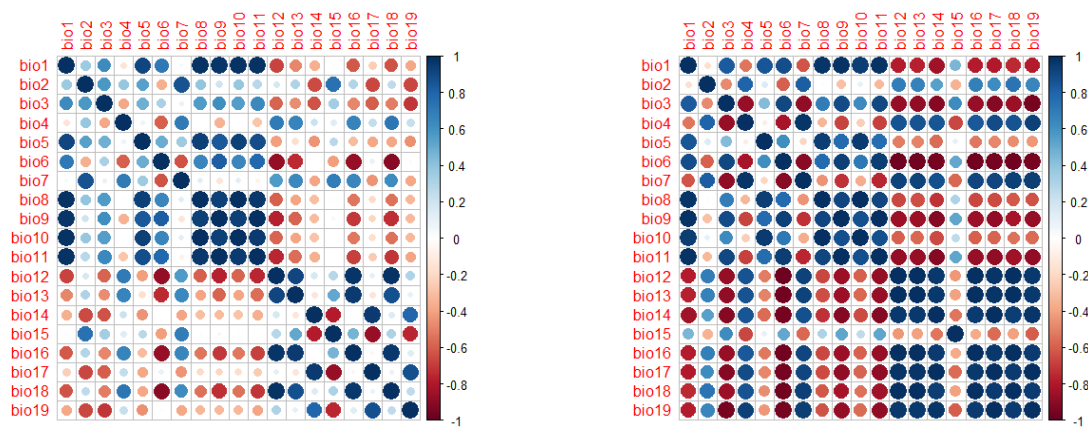 bio1 bio2 bio3 bio4 bio5 bio6 bio7 bio8 bio9 bio10 bio11 bio12 bio13 bio14 bio15 bio16 bio17 bio18 bio19
bio1
bio2
bio3
bio4
bio5
bio6
bio7
bio8
bio9
bio10
bio11
bio12
bio13
bio14
bio15
bio16
bio17
bio18
bio19
1
0.8
0.6
0.4
0.2
0
-0.2
-0.4
-0.6
-0.8
-1
bio1 bio2 bio3 bio4 bio5 bio6 bio7 bio8 bio9 bio10 bio11 bio12 bio13 bio14 bio15 bio16 bio17 bio18 bio19
bio1
bio2
bio3
bio4
bio5
bio6
bio7
bio8
bio9
bio10
bio11
bio12
bio13
bio14
bio15
bio16
bio17
bio18
bio19
1
0.8
0.6
0.4
0.2
0
-0.2
-0.4
-0.6
-0.8
-1